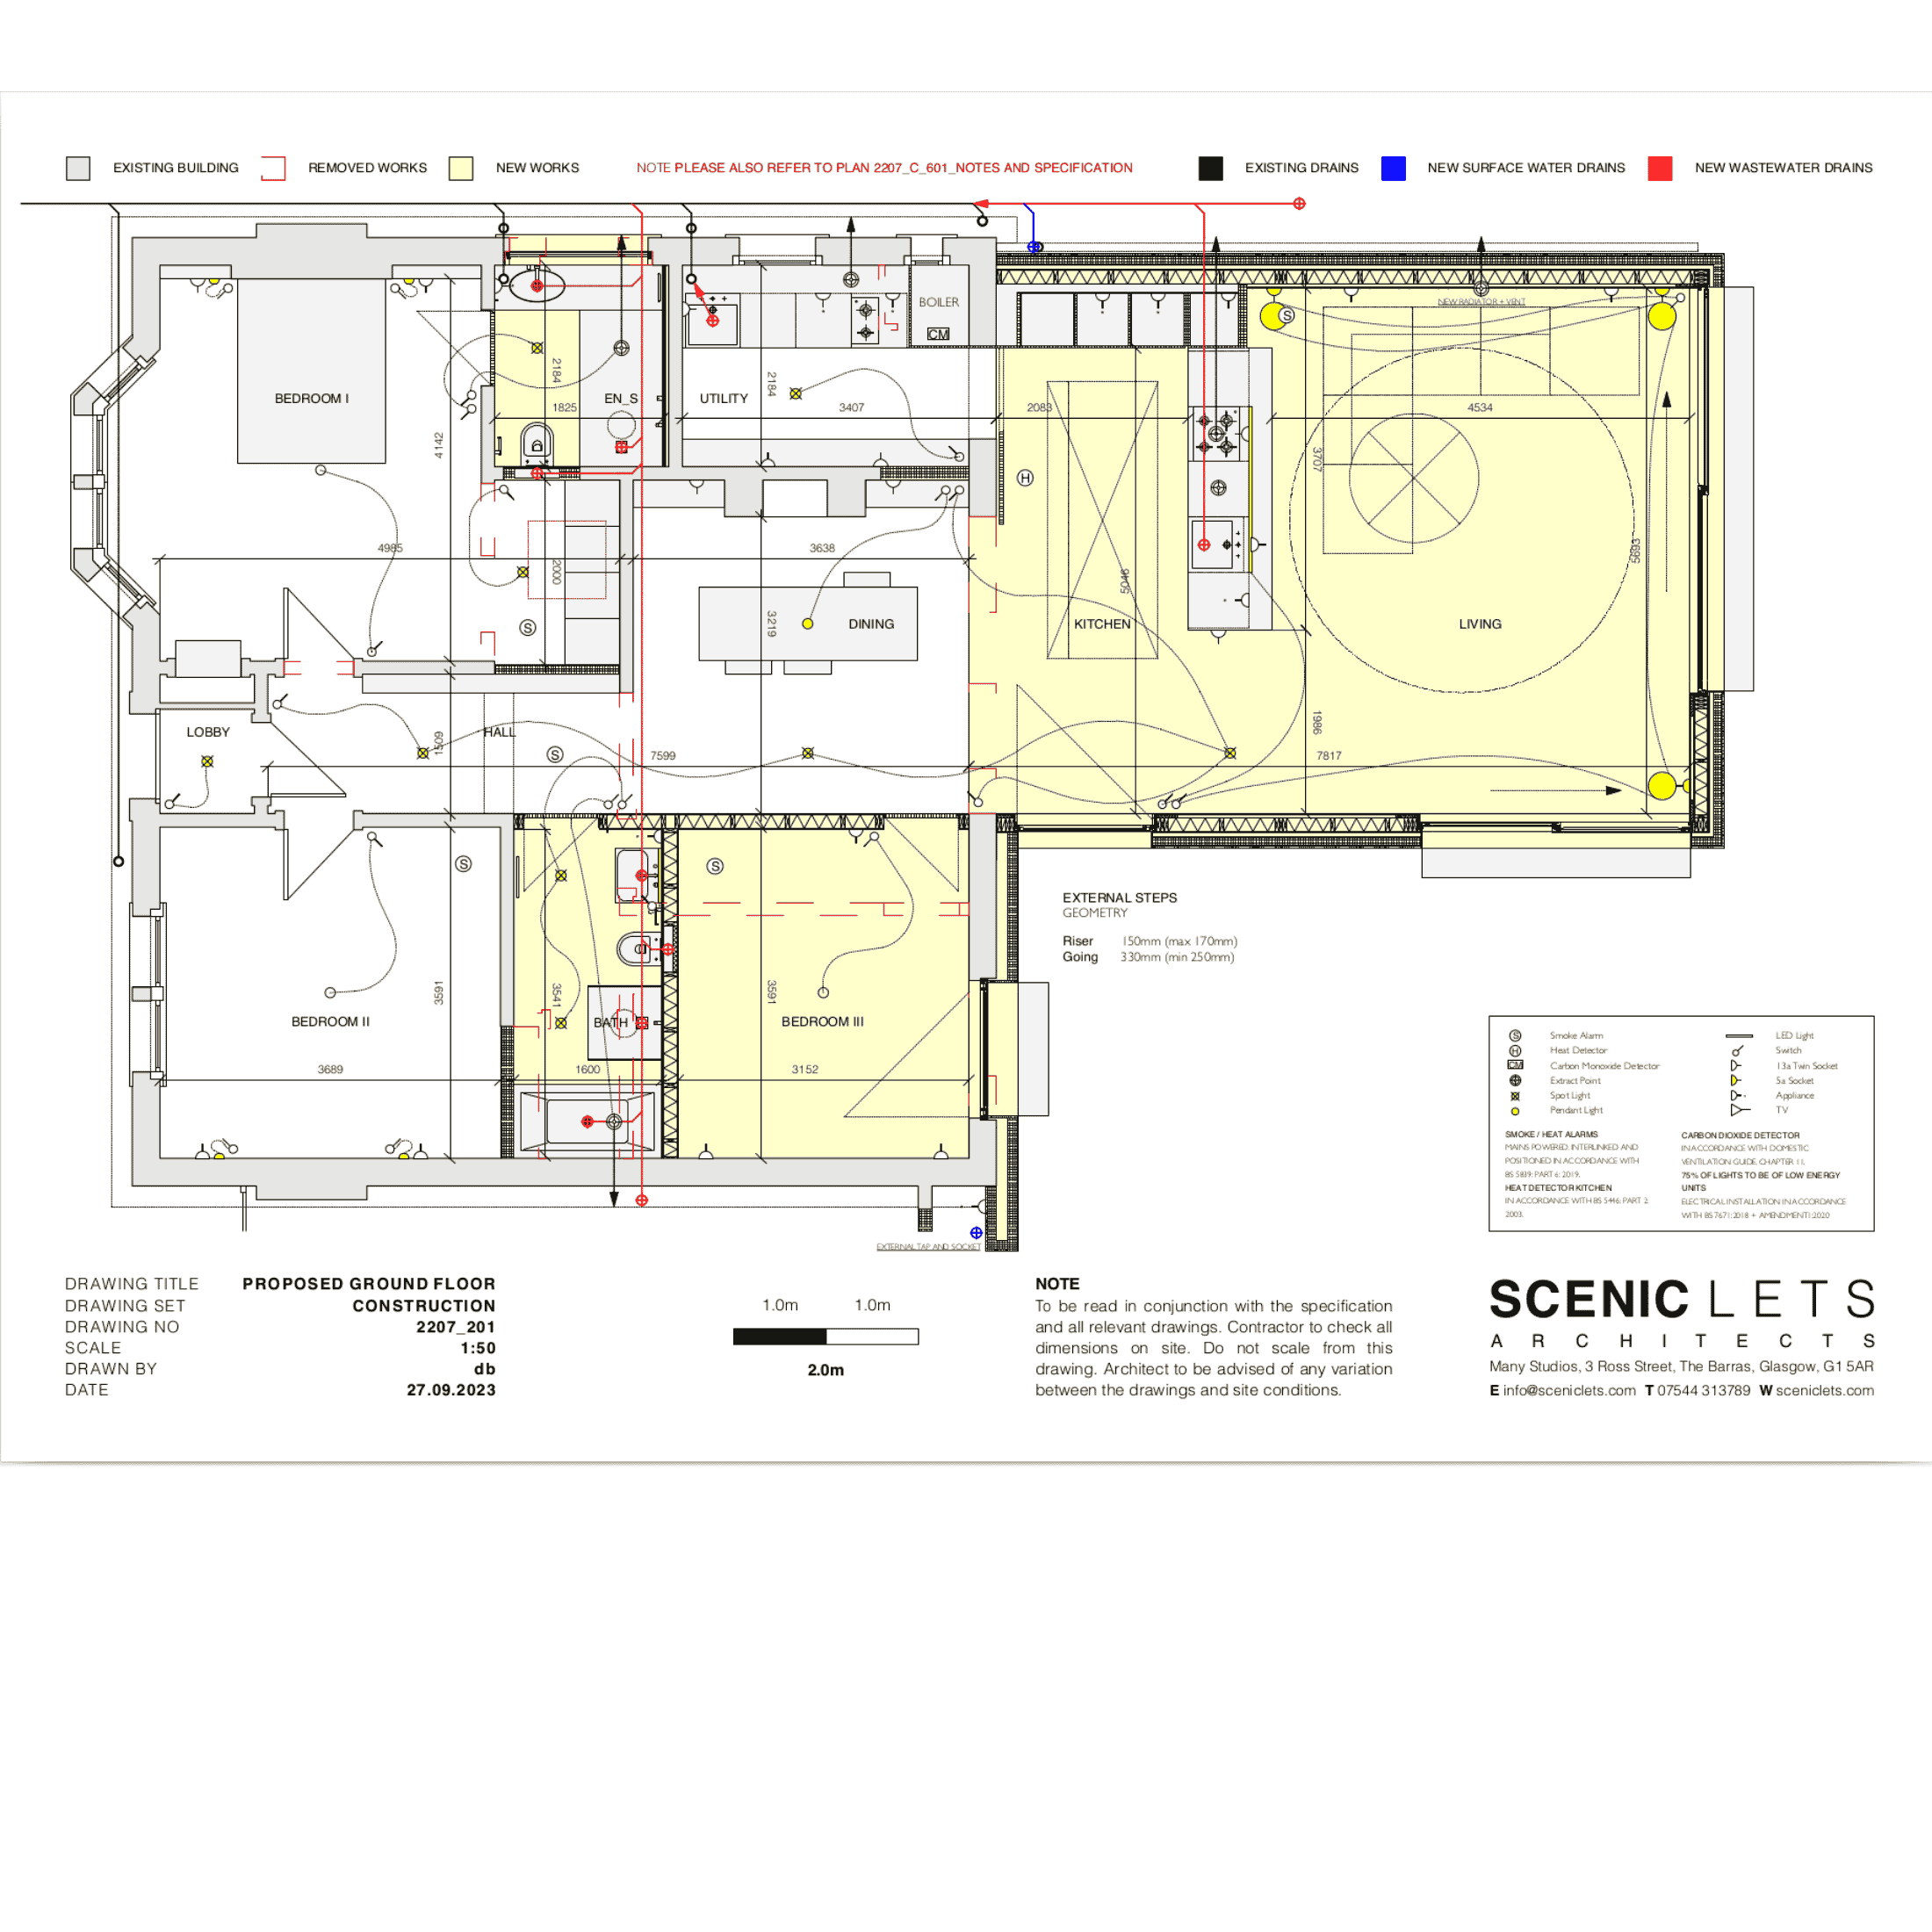 EXISTING BUILDING REMOVED WORKS NEW WORKS NOTE PLEASE ALSO REFER TO PLAN 2207_C_601_NOTES AND SPECIFICATION EXISTING DRAINS NEW SURFACE WATER DRAINS NEW WASTEWATER DRAINS
BOILER
CM
NEW RADIATOR + VENT
S
BEDROOM I
2184
EN_S
UTILITY
2184
1825
3407
2083
4534
4142
3707
H
4985
3638
2000
5693
5046
S
3219
DINING
KITCHEN
LIVING
LOBBY
HALL
1509
S
7599
1986
7817
S
S
EXTERNAL STEPS
GEOMETRY
Riser 150mm (max 170mm)
Going 330mm (min 250mm)
3591
3541
3591
BEDROOM II
BATH
BEDROOM III
3689
1600
3152
S Smoke Alarm
H Heat Detector
CM Carbon Monoxide Detector
Extract Point
Spot Light
Pendant Light
LED Light
Switch
13a Twin Socket
5a Socket
Appliance
TV
SMOKE / HEAT ALARMS
MAINS POWERED, INTERLINKED AND
POSITIONED IN ACCORDANCE WITH
BS 5839: PART 6: 2019.
HEAT DETECTOR KITCHEN
IN ACCORDANCE WITH BS 5446: PART 2:
2003.
CARBON DIOXIDE DETECTOR
IN ACCORDANCE WITH DOMESTIC
VENTILATION GUIDE. CHAPTER 11.
75% OF LIGHTS TO BE OF LOW ENERGY
UNITS
ELECTRICAL INSTALLATION IN ACCORDANCE
WITH BS 7671:2018 + AMENDMENT1:2020
EXTERNAL TAP AND SOCKET
DRAWING TITLE PROPOSED GROUND FLOOR
DRAWING SET CONSTRUCTION
DRAWING NO 2207_201
SCALE 1:50
DRAWN BY db
DATE 27.09.2023
1.0m 1.0m
2.0m
NOTE
To be read in conjunction with the specification
and all relevant drawings. Contractor to check all
dimensions on site. Do not scale from this
drawing. Architect to be advised of any variation
between the drawings and site conditions.
SCENIC LETS
ARCHITECTS
Many Studios, 3 Ross Street, The Barras, Glasgow, G1 5AR
E info@sceniclets.com T 07544 313789 W sceniclets.com